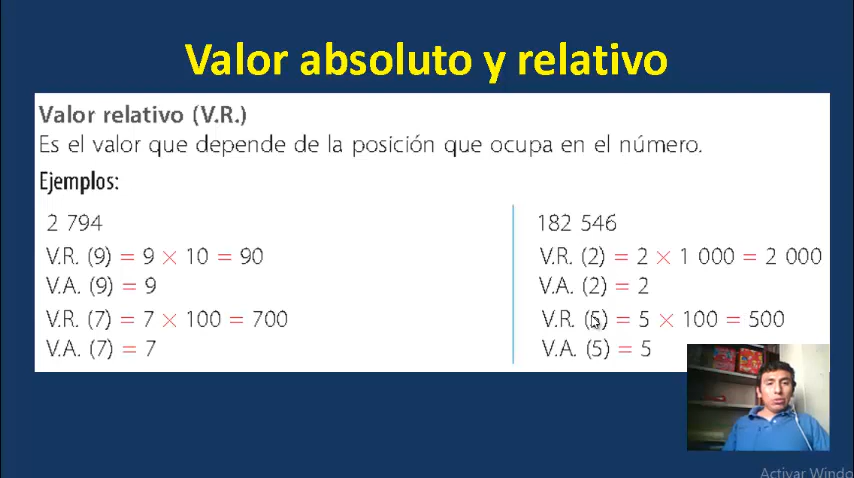 Valor absoluto y relativo
Valor relativo (V.R.)
Es el valor que depende de la posición que ocupa en el número.
Ejemplos:
2 794
V.R. (9) = 9 × 10 = 90
V.A. (9) = 9
V.R. (7) = 7 × 100 = 700
V.A. (7) = 7
182 546
V.R. (2) = 2 × 1 000 = 2 000
V.A. (2) = 2
V.R. (5) = 5 × 100 = 500
V.A. (5) = 5
Activar Windo